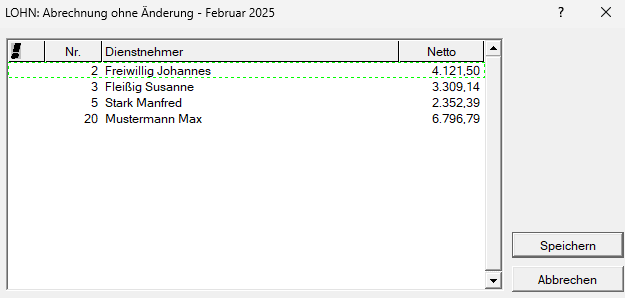 LOHN: Abrechnung ohne Änderung - Februar 2025 ?
! Nr. Dienstnehmer Netto
2 Freiwillig Johannes 4.121,50
3 Fleißig Susanne 3.309,14
5 Stark Manfred 2.352,39
20 Mustermann Max 6.796,79
Speichern
Abbrechen